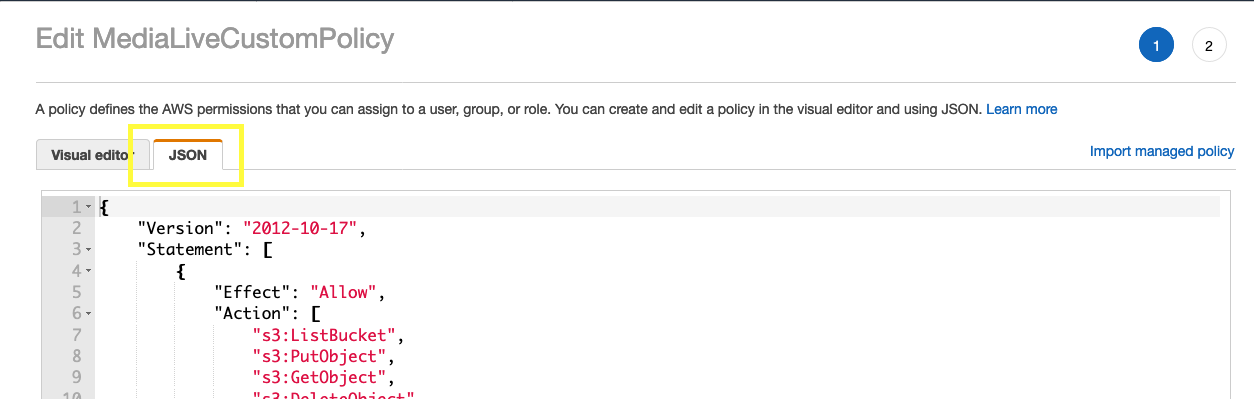 Edit MediaLiveCustomPolicy
1
2
A policy defines the AWS permissions that you can assign to a user, group, or role. You can create and edit a policy in the visual editor and using JSON. Learn more
Visual editor JSON
Import managed policy
1 {
2 "Version": "2012-10-17",
3 "Statement": [
4 {
5 "Effect": "Allow",
6 "Action": [
7 "s3:ListBucket",
8 "s3:PutObject",
9 "s3:GetObject",
10 "s3:DeleteObject"